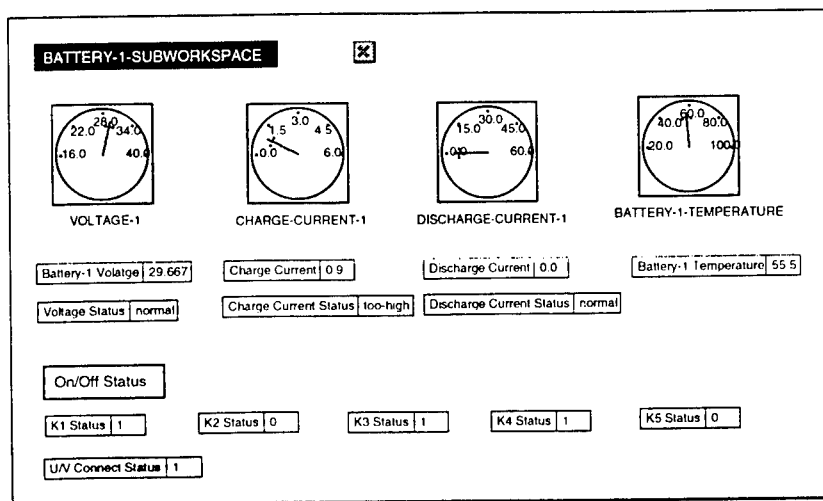 BATTERY-1-SUBWORKSPACE
16.0 22.0 28.0 34.0 40.0
0.0 1.5 3.0 4.5 6.0
0.0 15.0 30.0 45.0 60.0
20.0 40.0 60.0 80.0 100.0
VOLTAGE-1 CHARGE-CURRENT-1 DISCHARGE-CURRENT-1 BATTERY-1-TEMPERATURE
Battery-1 Volatge 29.667 Charge Current 0.9 Discharge Current 0.0 Battery-1 Temperature 55.5
Voltage Status normal Charge Current Status too-high Discharge Current Status normal
On/Off Status
K1 Status 1 K2 Status 0 K3 Status 1 K4 Status 1 K5 Status 0
U/V Connect Status 1